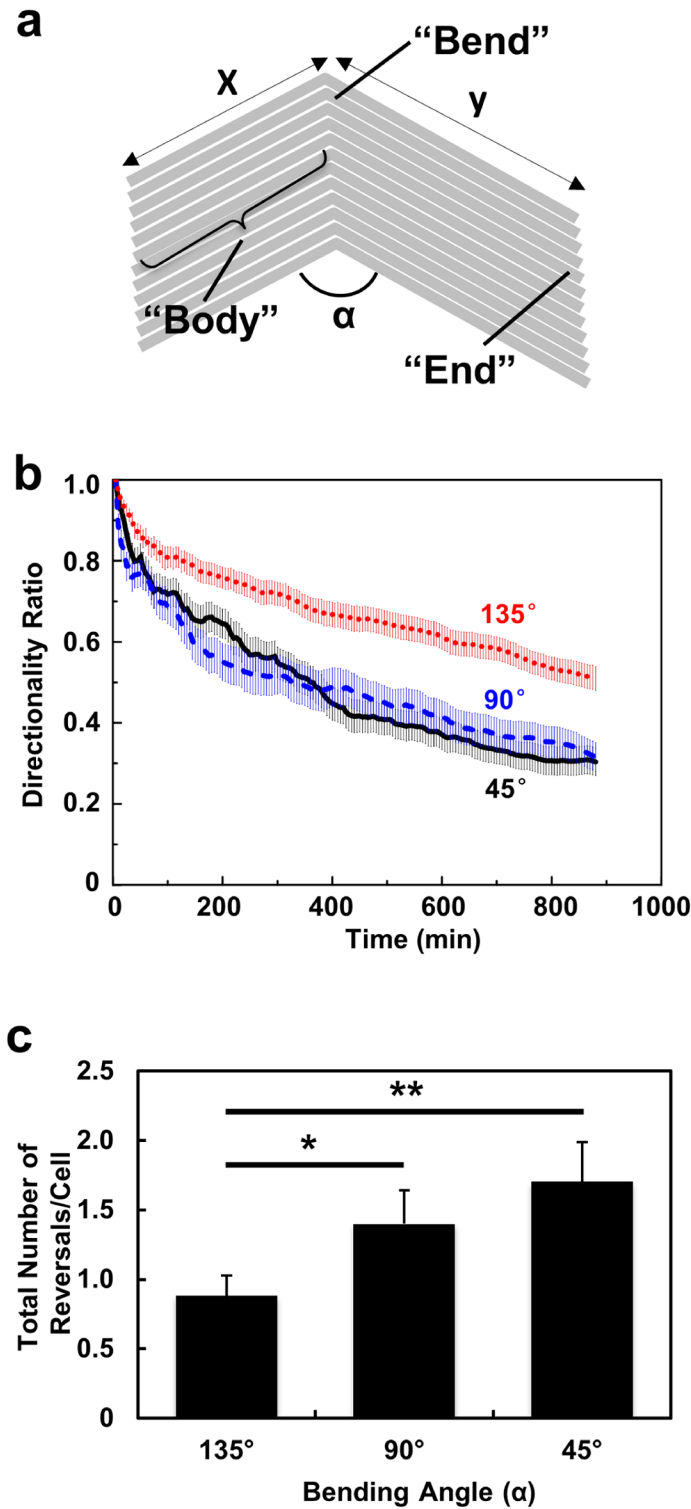 a
“Bend”
X
y
“Body”
α
“End”
b
1.0
0.8
0.6
0.4
0.2
0
Directionality Ratio
135°
90°
45°
0
200
400
600
800
1000
Time (min)
c
2.5
2.0
1.5
1.0
0.5
0
Total Number of
Reversals/Cell
**
*
135°
90°
45°
Bending Angle (α)